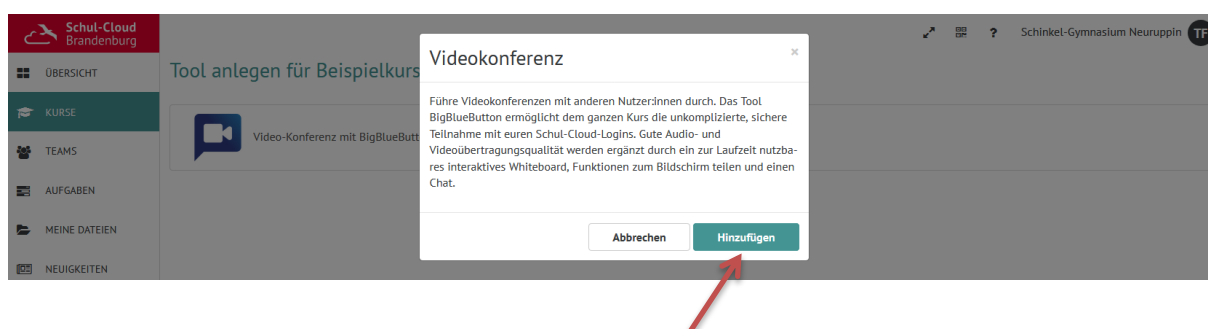 Schul-Cloud
Brandenburg
? Schinkel-Gymnasium Neuruppin TF
ÜBERSICHT
KURSE
TEAMS
AUFGABEN
MEINE DATEIEN
NEUIGKEITEN
Tool anlegen für Beispielkurs
Video-Konferenz mit BigBlueButt
Videokonferenz ×
Führe Videokonferenzen mit anderen Nutzer:innen durch. Das Tool
BigBlueButton ermöglicht dem ganzen Kurs die unkomplizierte, sichere
Teilnahme mit euren Schul-Cloud-Logins. Gute Audio- und
Videoübertragungsqualität werden ergänzt durch ein zur Laufzeit nutzba-
res interaktives Whiteboard, Funktionen zum Bildschirm teilen und einen
Chat.
Abbrechen Hinzufügen